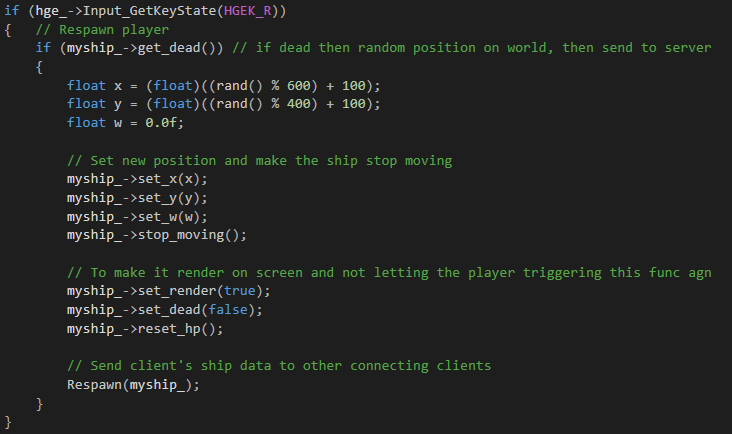 if (hge_->Input_GetKeyState(HGEK_R))
{   // Respawn player
    if (myship_->get_dead()) // if dead then random position on world, then send to server
    {
        float x = (float)((rand() % 600) + 100);
        float y = (float)((rand() % 400) + 100);
        float w = 0.0f;

        // Set new position and make the ship stop moving
        myship_->set_x(x);
        myship_->set_y(y);
        myship_->set_w(w);
        myship_->stop_moving();

        // To make it render on screen and not letting the player triggering this func agn
        myship_->set_render(true);
        myship_->set_dead(false);
        myship_->reset_hp();

        // Send client's ship data to other connecting clients
        Respawn(myship_);
    }
}